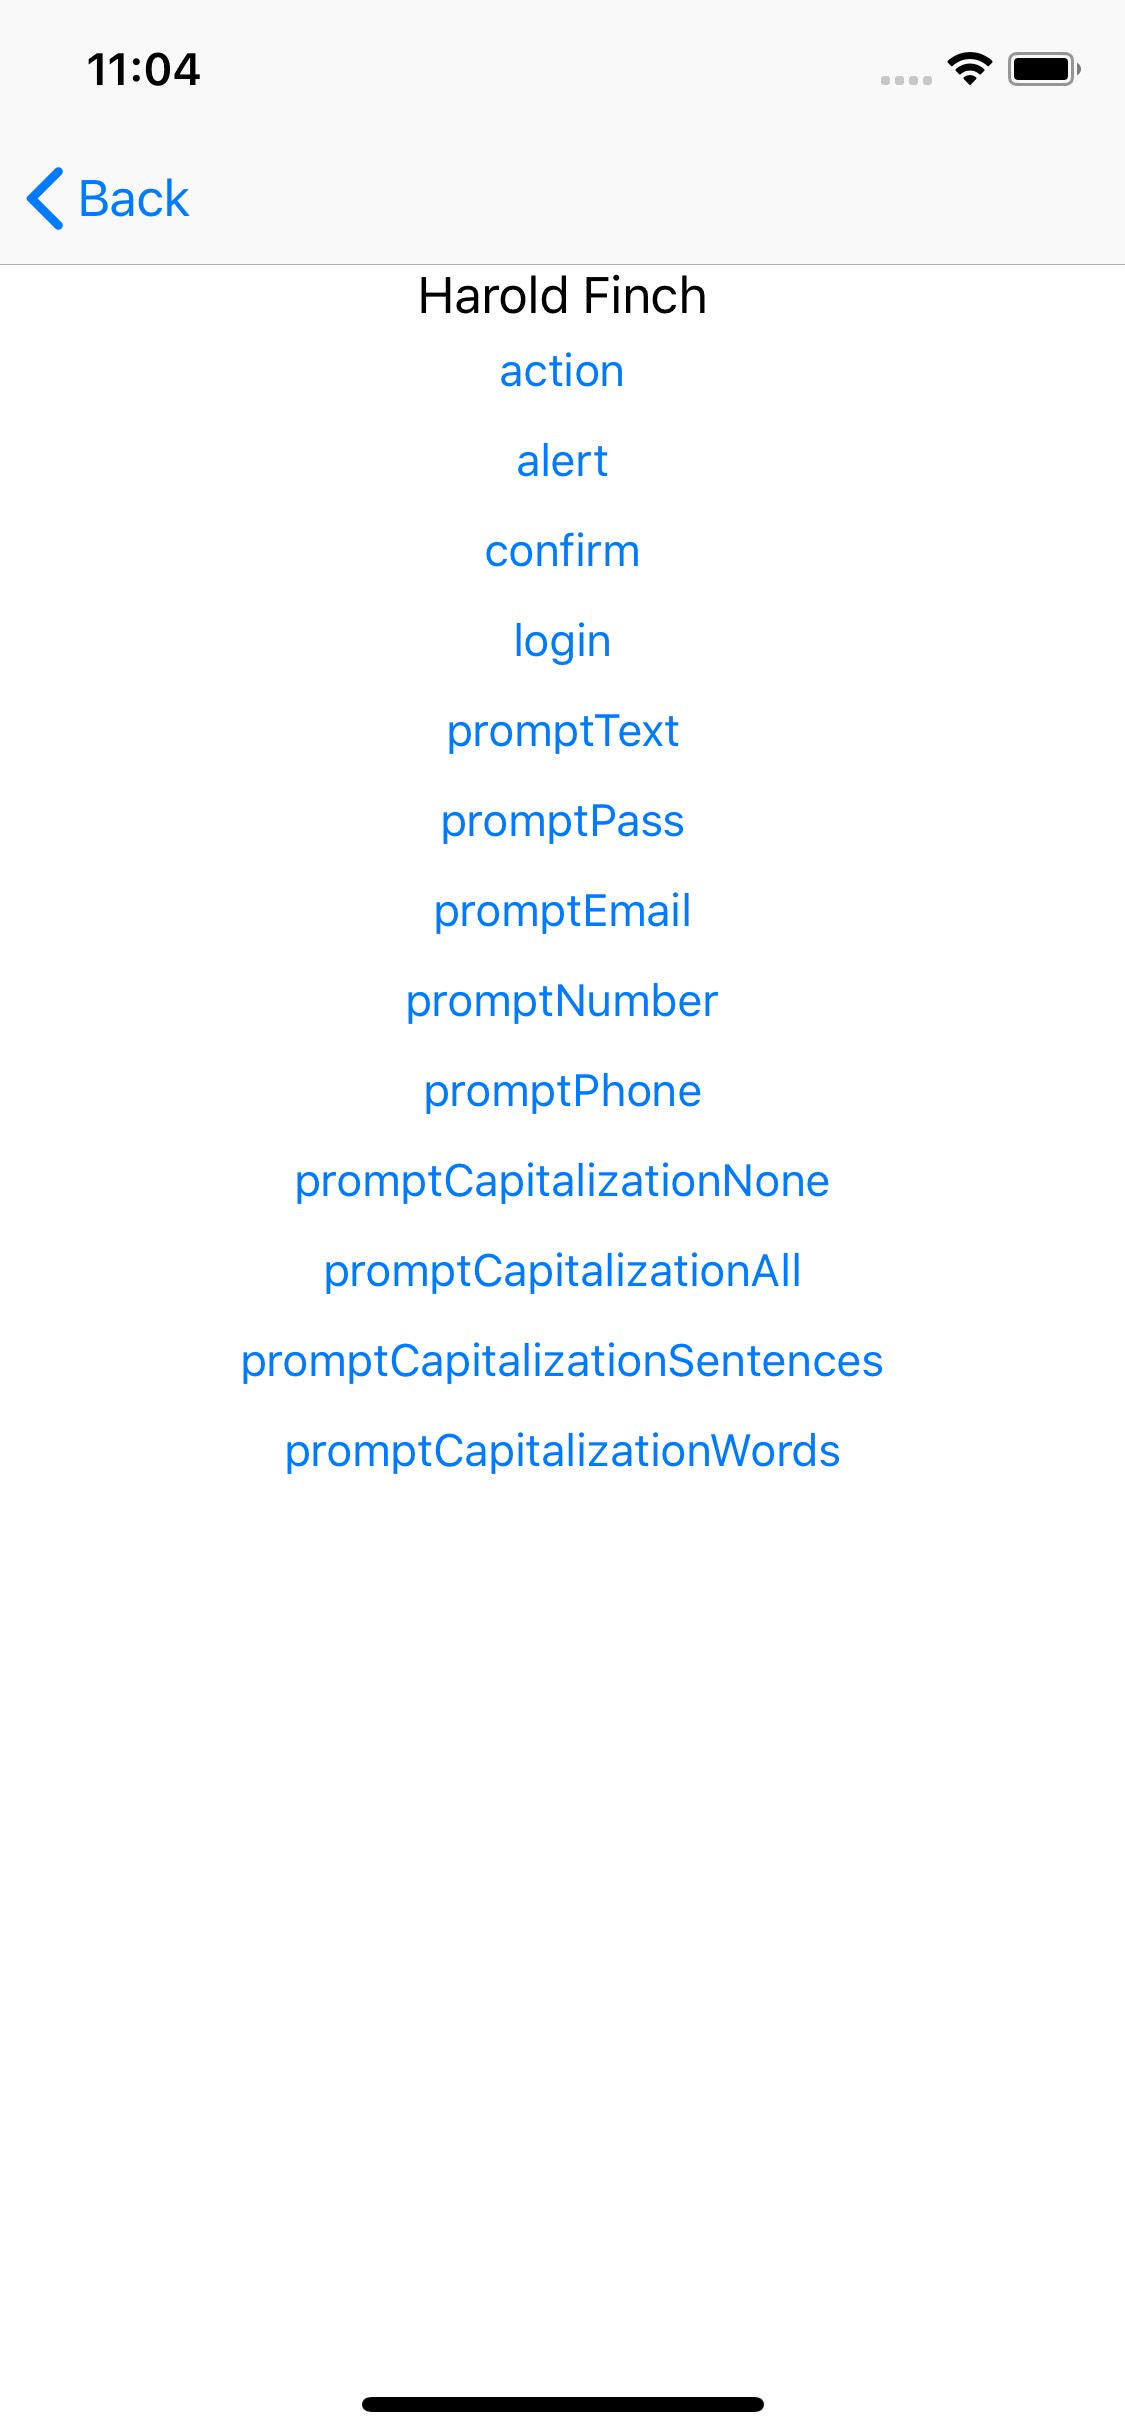 11:04
Back
Harold Finch
action
alert
confirm
login
promptText
promptPass
promptEmail
promptNumber
promptPhone
promptCapitalizationNone
promptCapitalizationAll
promptCapitalizationSentences
promptCapitalizationWords